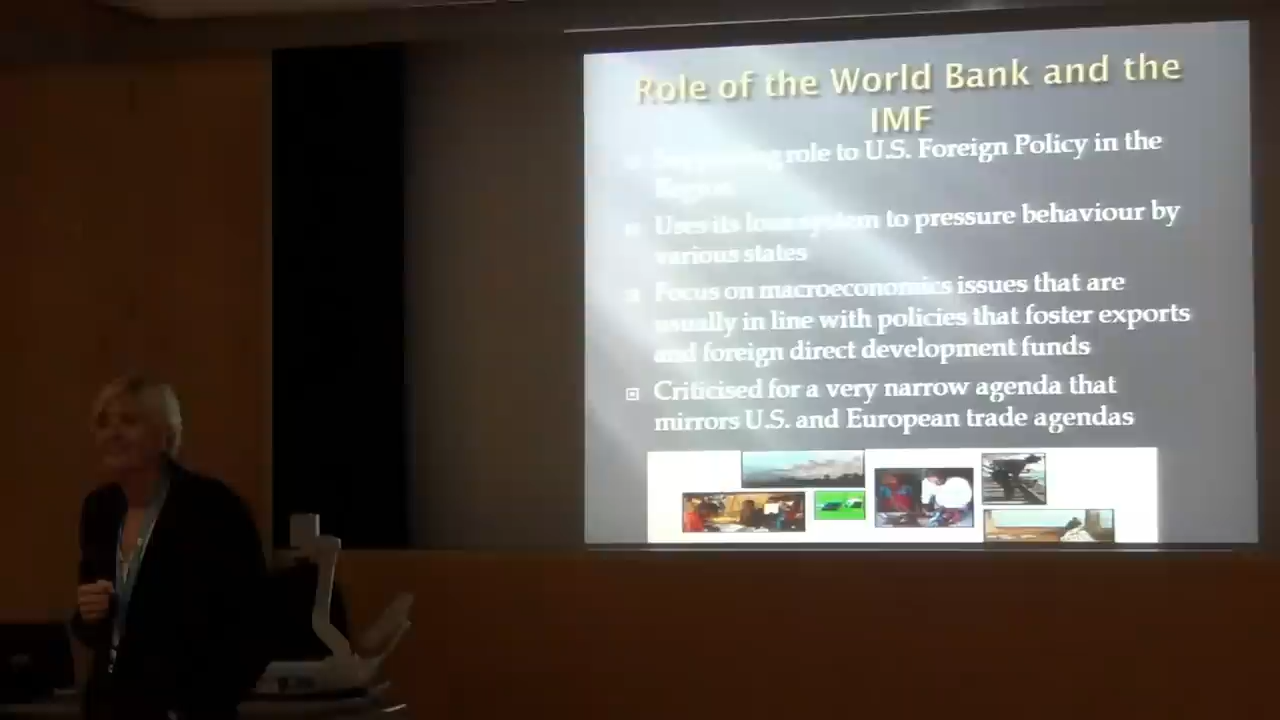 Role of the World Bank and the
IMF
role to U.S. Foreign Policy in the
Region
Uses its loan system to pressure behaviour by
various states
Focus on macroeconomics issues that are
usually in line with policies that foster exports
and foreign direct development funds
Criticised for a very narrow agenda that
mirrors U.S. and European trade agendas